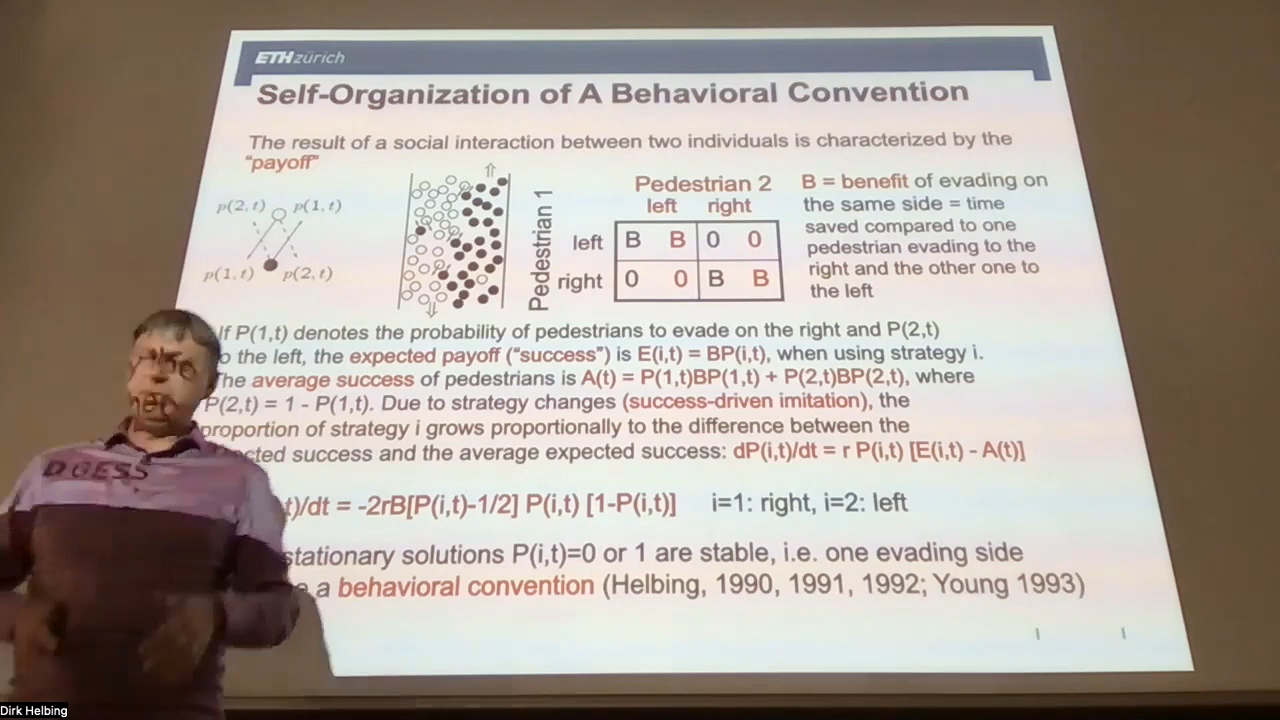 ETH zürich
Self-Organization of A Behavioral Convention
The result of a social interaction between two individuals is characterized by the
"payoff"
p(2, t) p(1, t)
p(1, t) p(2, t)
Pedestrian 1
Pedestrian 2
left right
left B B 0 0
right 0 0 B B
B = benefit of evading on
the same side = time
saved compared to one
pedestrian evading to the
right and the other one to
the left
If P(1,t) denotes the probability of pedestrians to evade on the right and P(2,t)
the left, the expected payoff ("success") is E(i,t) = BP(i,t), when using strategy i.
The average success of pedestrians is A(t) = P(1,t)BP(1,t) + P(2,t)BP(2,t), where
P(2,t) = 1 - P(1,t). Due to strategy changes (success-driven imitation), the
proportion of strategy i grows proportionally to the difference between the
cted success and the average expected success: dP(i,t)/dt = r P(i,t) [E(i,t) - A(t)]
t)/dt = -2rB[P(i,t)-1/2] P(i,t) [1-P(i,t)] i=1: right, i=2: left
stationary solutions P(i,t)=0 or 1 are stable, i.e. one evading side
a behavioral convention (Helbing, 1990, 1991, 1992; Young 1993)
Dirk Helbing